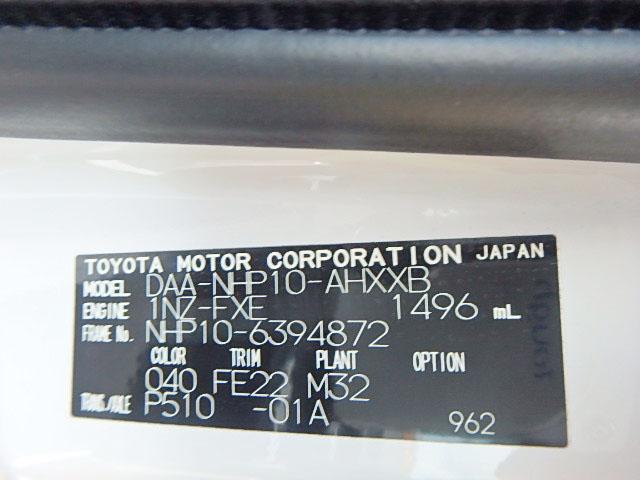 TOYOTA MOTOR CORPORATION JAPAN
MODEL DAA-NHP10-AHXXB
ENGINE 1NZ-FXE 1496 mL
FRAME No. NHP10-6394872
COLOR TRIM PLANT OPTION
040 FE22 M32
TRANS./AXLE P510 -01A
962